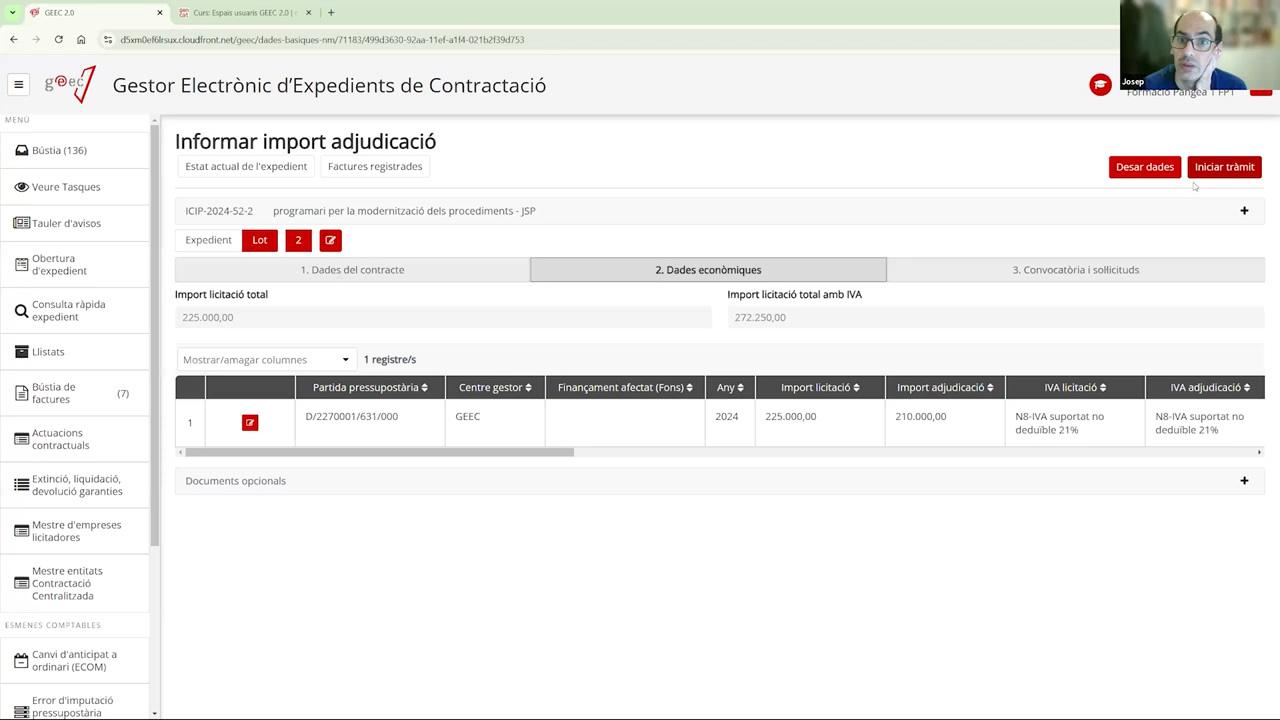 GEEC 2.0
Curs: Espais usuaris GEEC 2.0 | e
d5xm0ef6lrsux.cloudfront.net/geec/dades-basiques-nm/71183/499d3630-92aa-11ef-a1f4-021b2f39d753
geec
Gestor Electrònic d'Expedients de Contractació
Josep
Formació Pangea 1 FPT
MENÚ
Bústia (136)
Veure Tasques
Tauler d'avisos
Obertura
d'expedient
Consulta ràpida
expedient
Llistats
Bústia de
factures
(7)
Actuacions
contractuals
Extinció, liquidació,
devolució garanties
Mestre d'empreses
licitadores
Mestre entitats
Contractació
Centralitzada
ESMENES COMPTABLES
Canvi d'anticipat a
ordinari (ECOM)
Error d'imputació
pressupostària
Informar import adjudicació
Estat actual de l'expedient Factures registrades
Desar dades Iniciar tràmit
ICIP-2024-52-2 programari per la modernització dels procediments - JSP
Expedient Lot 2
1. Dades del contracte 2. Dades econòmiques 3. Convocatòria i sol·licituds
Import licitació total Import licitació total amb IVA
225.000,00 272.250,00
Mostrar/amagar columnes 1 registre/s
Partida pressupostària Centre gestor Finançament afectat (Fons) Any Import licitació Import adjudicació IVA licitació IVA adjudicació
1 D/2270001/631/000 GEEC 2024 225.000,00 210.000,00 N8-IVA suportat no deduïble 21% N8-IVA suportat no deduïble 21%
Documents opcionals